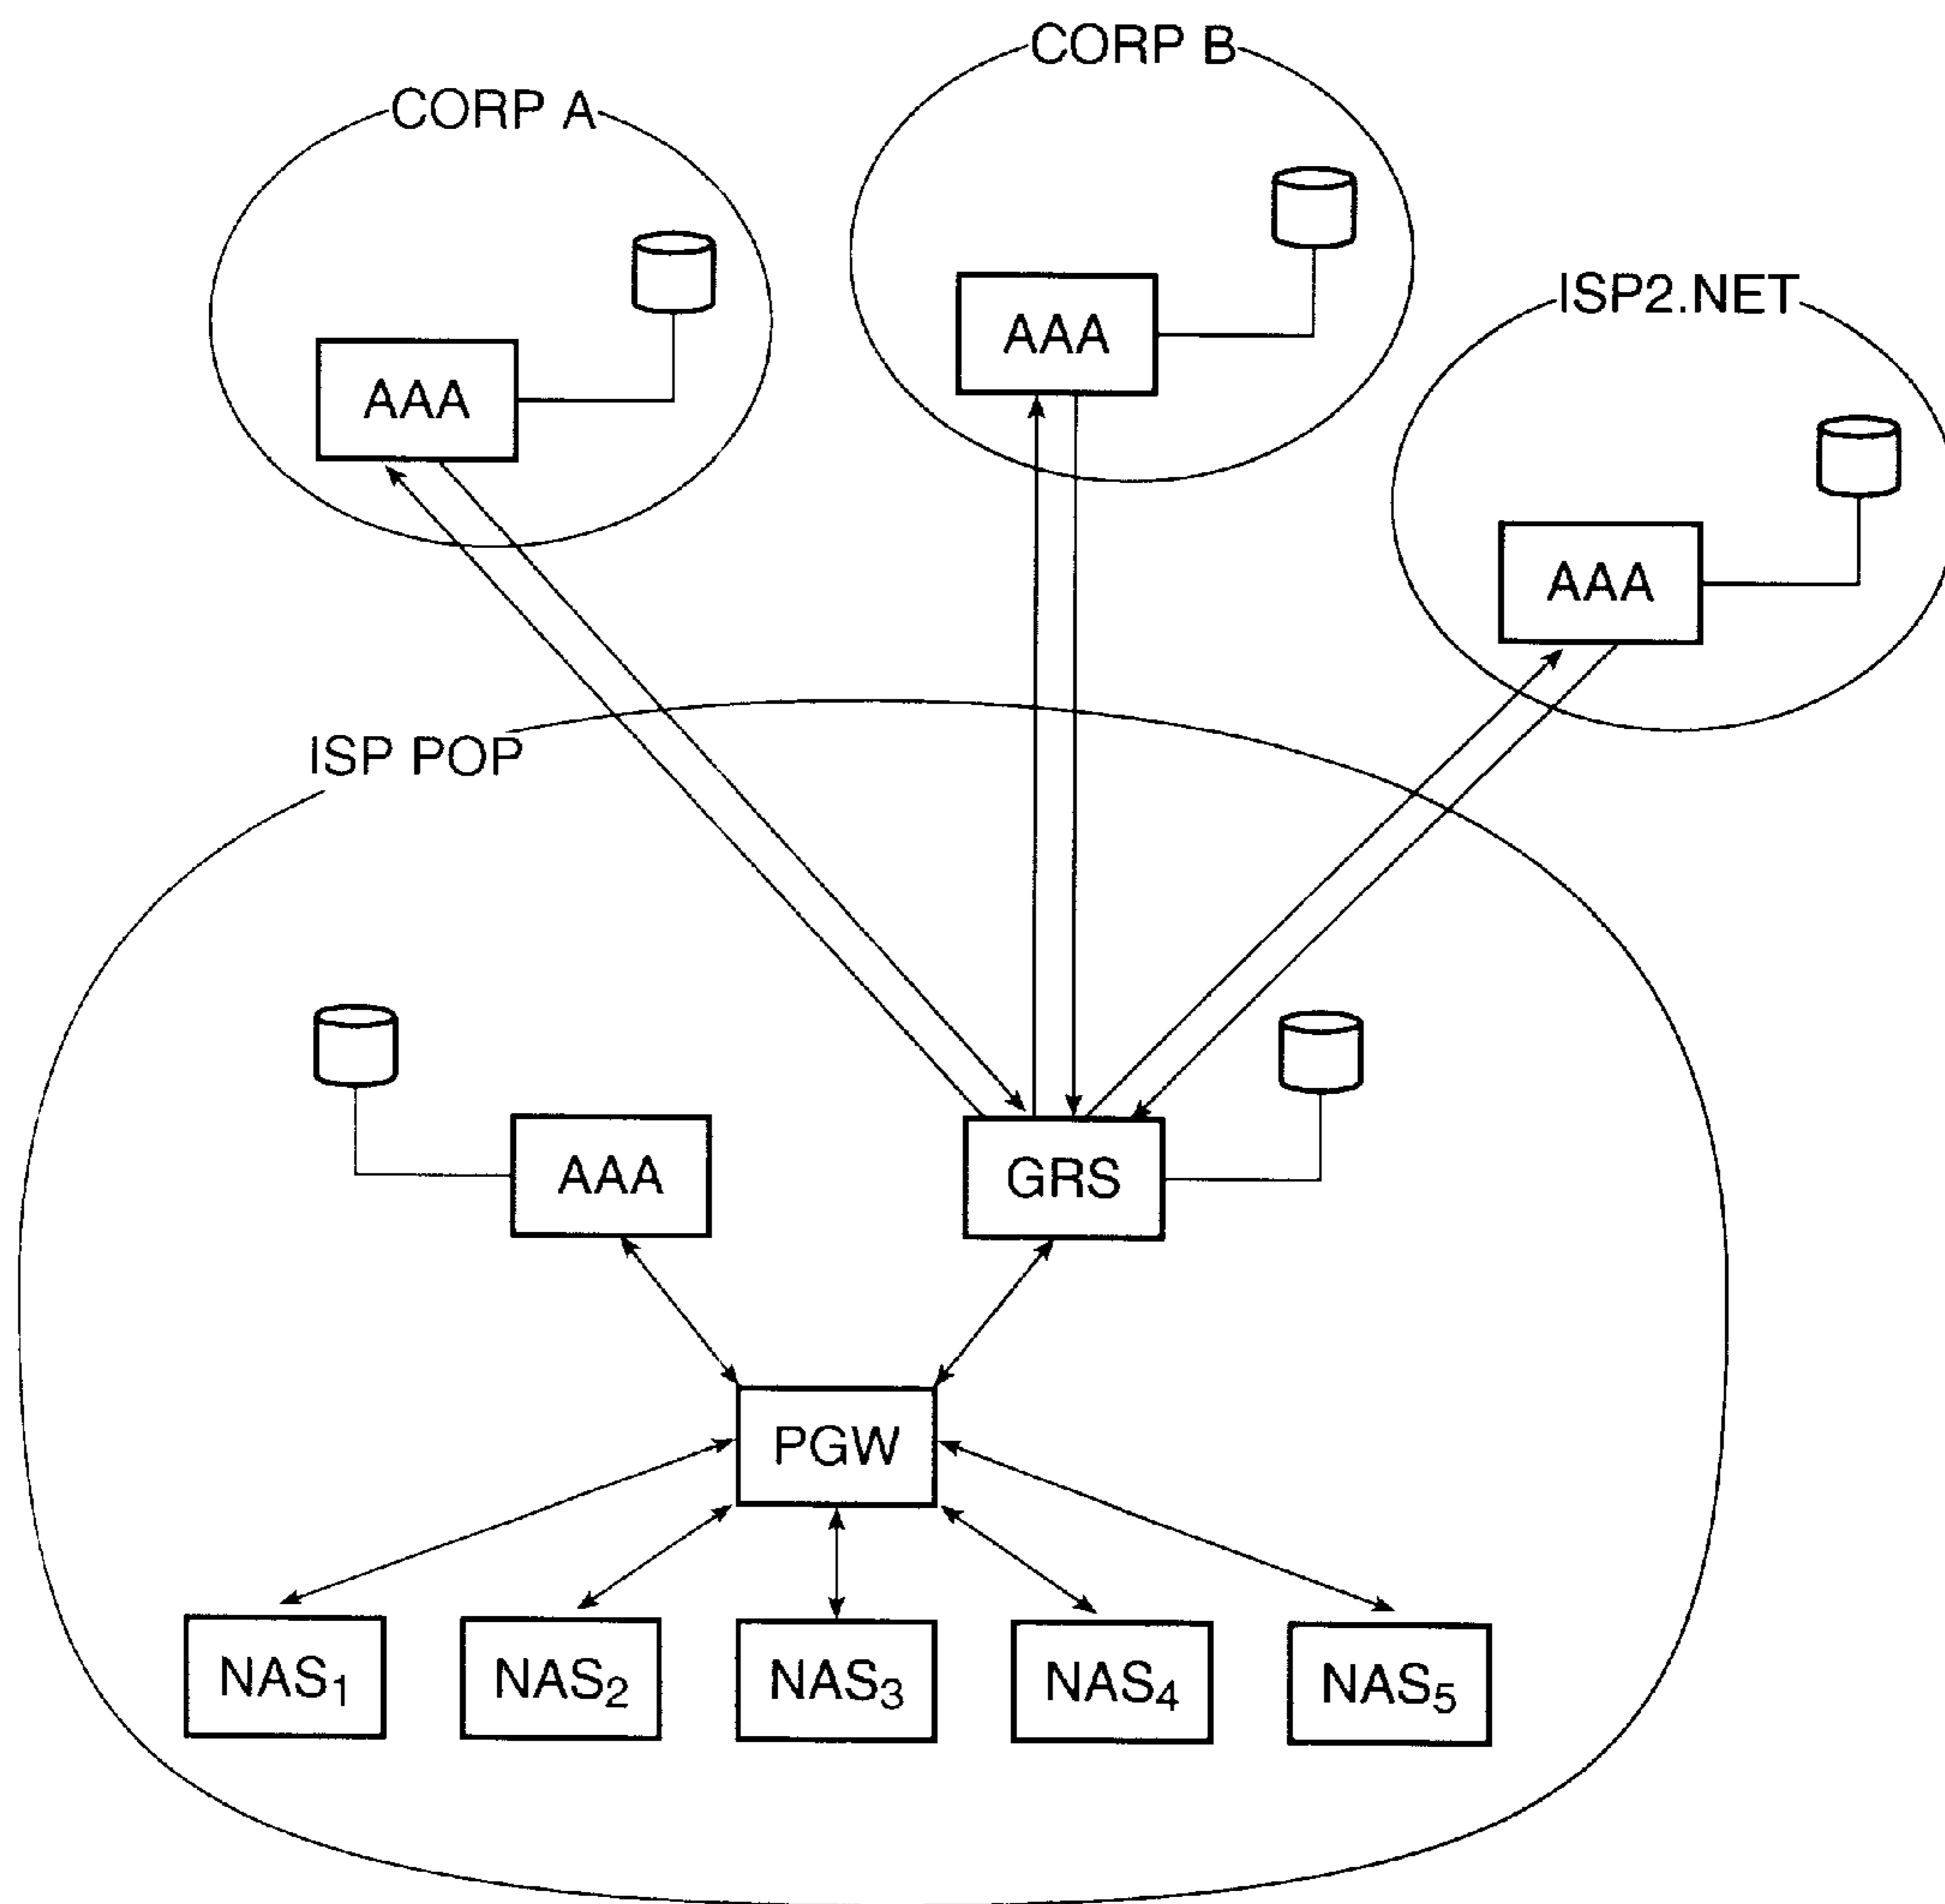 CORP B
CORP A
AAA
ISP2.NET
AAA
AAA
ISP POP
AAA
GRS
PGW
NAS1
NAS2
NAS3
NAS4
NAS5